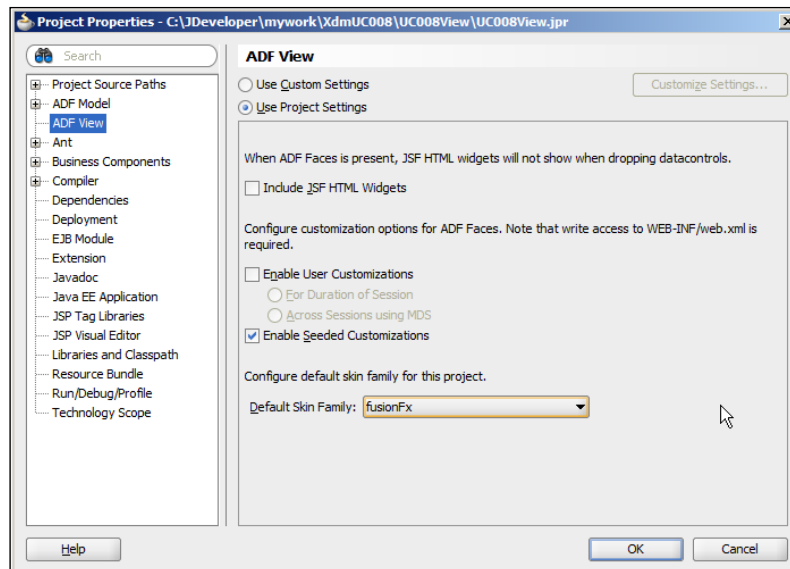 Project Properties - C:\JDeveloper\mywork\XdmUC008\UC008View\UC008View.jpr
Search
Project Source Paths
ADF Model
ADF View
Ant
Business Components
Compiler
Dependencies
Deployment
EJB Module
Extension
Javadoc
Java EE Application
JSP Tag Libraries
JSP Visual Editor
Libraries and Classpath
Resource Bundle
Run/Debug/Profile
Technology Scope
ADF View
Use Custom Settings
Customize Settings...
Use Project Settings
When ADF Faces is present, JSF HTML widgets will not show when dropping datacontrols.
Include JSF HTML Widgets
Configure customization options for ADF Faces. Note that write access to WEB-INF/web.xml is
required.
Enable User Customizations
For Duration of Session
Across Sessions using MDS
Enable Seeded Customizations
Configure default skin family for this project.
Default Skin Family: fusionFx
Help
OK
Cancel